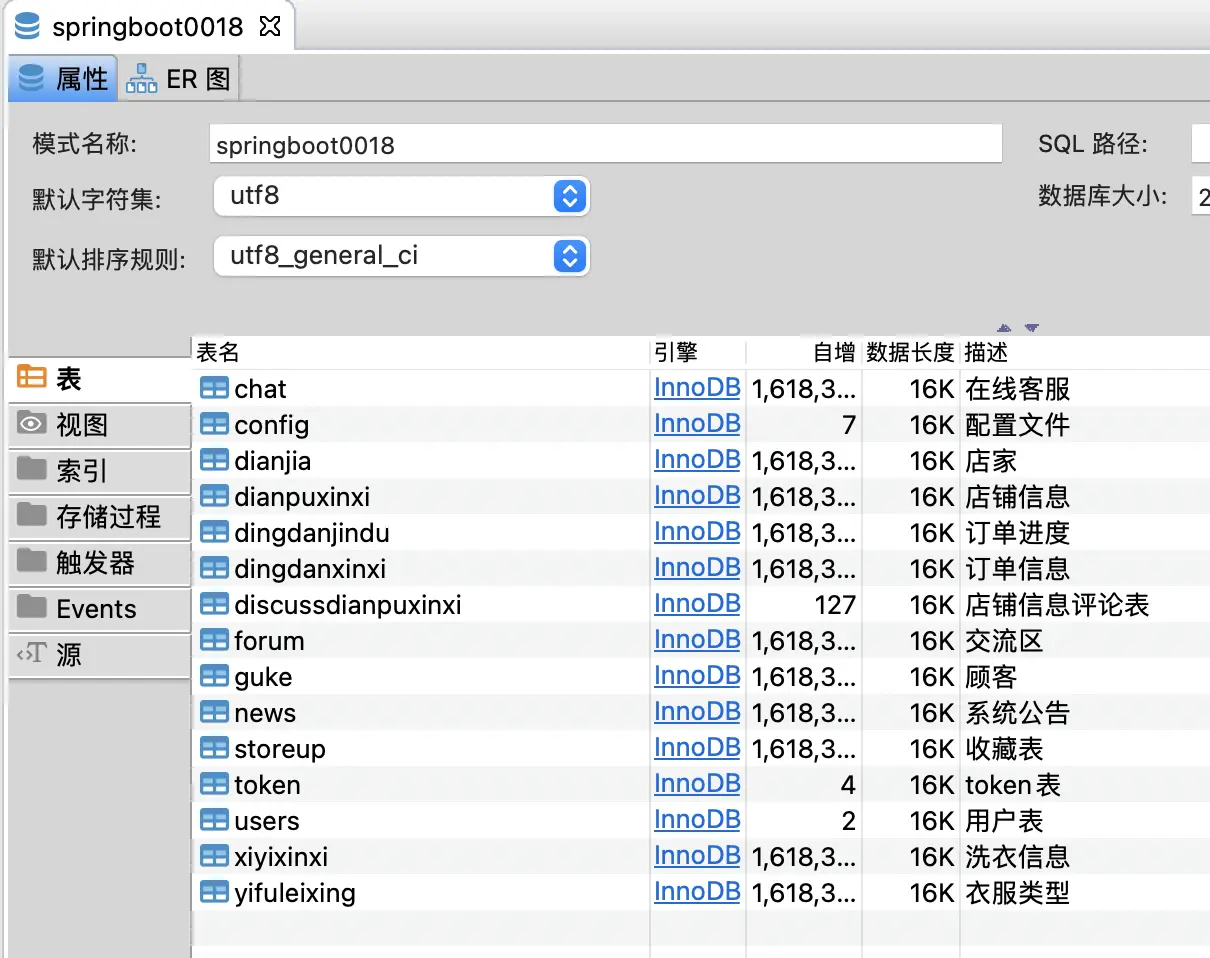 springboot0018
属性 ER 图
模式名称: springboot0018 SQL 路径:
默认字符集: utf8 数据库大小: 2
默认排序规则: utf8_general_ci
表名 引擎 自增 数据长度 描述
表
视图
索引
存储过程
触发器
Events
源
chat InnoDB 1,618,3... 16K 在线客服
config InnoDB 7 16K 配置文件
dianjia InnoDB 1,618,3... 16K 店家
dianpuxinxi InnoDB 1,618,3... 16K 店铺信息
dingdanjindu InnoDB 1,618,3... 16K 订单进度
dingdanxinxi InnoDB 1,618,3... 16K 订单信息
discussdianpuxinxi InnoDB 127 16K 店铺信息评论表
forum InnoDB 1,618,3... 16K 交流区
guke InnoDB 1,618,3... 16K 顾客
news InnoDB 1,618,3... 16K 系统公告
storeup InnoDB 1,618,3... 16K 收藏表
token InnoDB 4 16K token表
users InnoDB 2 16K 用户表
xiyixinxi InnoDB 1,618,3... 16K 洗衣信息
yifuleixing InnoDB 1,618,3... 16K 衣服类型